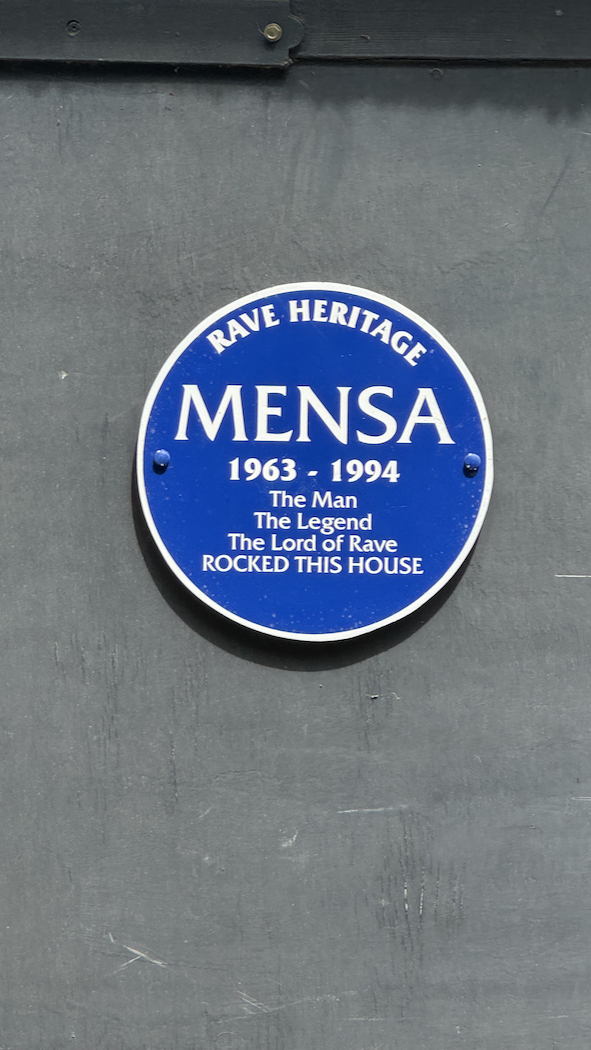 RAVE HERITAGE
MENSA
1963 - 1994
The Man
The Legend
The Lord of Rave
ROCKED THIS HOUSE